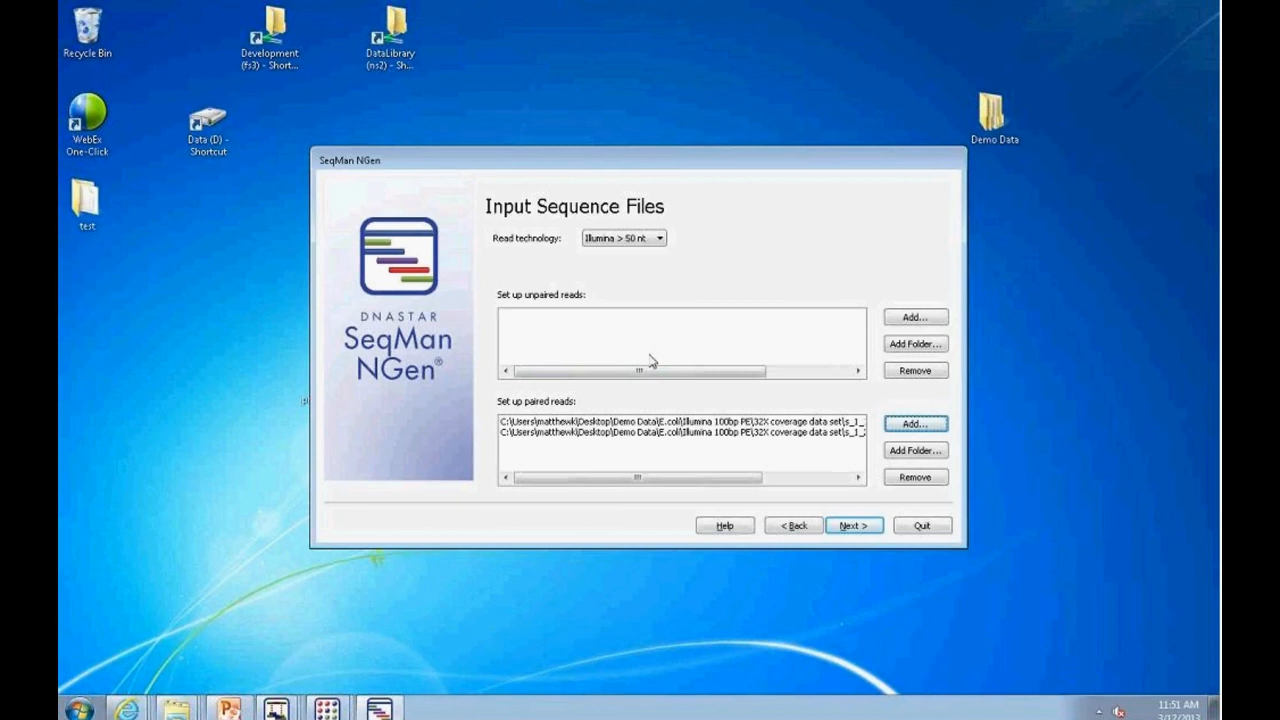 Recycle Bin
Development
(fs3) - Short...
DataLibrary
(ns2) - Sh...
WebEx
One-Click
Data (D) -
Shortcut
Demo Data
test
SeqMan NGen
Input Sequence Files
Read technology:
Illumina > 50 nt
Set up unpaired reads:
Add...
Add Folder...
Remove
DNASTAR
SeqMan
NGen®
Set up paired reads:
C:\Users\matthewk\Desktop\Demo Data\E.coli\Illumina 100bp PE\32X coverage data set\s_1_
C:\Users\matthewk\Desktop\Demo Data\E.coli\Illumina 100bp PE\32X coverage data set\s_1_
Add...
Add Folder...
Remove
Help
< Back
Next >
Quit
11:51 AM
3/12/2013